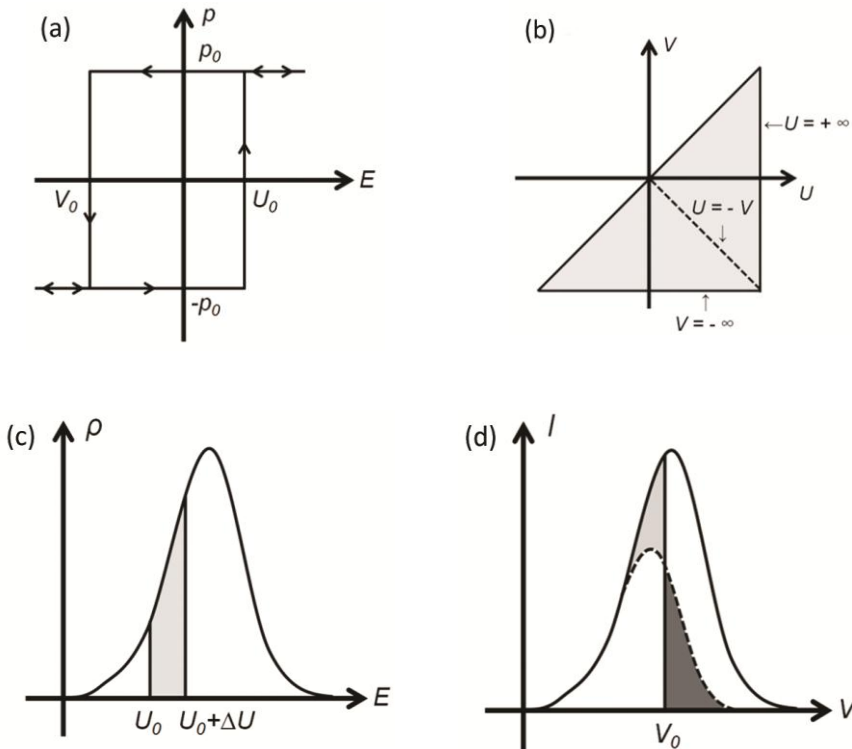 (a)
p
p₀
E
V₀
U₀
-p₀
(b)
V
←U = + ∞
U
U = - V
↓
↑
V = - ∞
(c)
ρ
E
U₀
U₀+ΔU
(d)
I
V
V₀